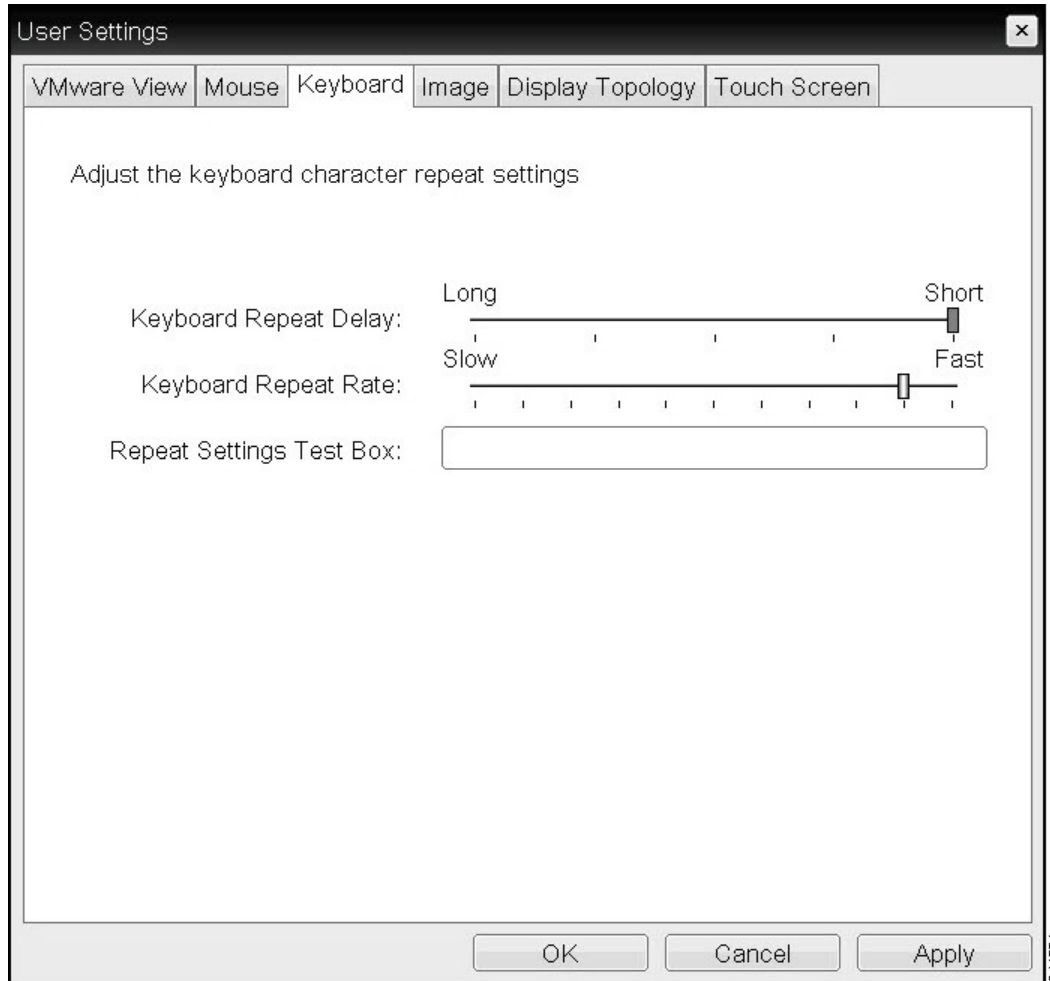 User Settings
VMware View Mouse Keyboard Image Display Topology Touch Screen
Adjust the keyboard character repeat settings
Long Short
Keyboard Repeat Delay:
Slow Fast
Keyboard Repeat Rate:
Repeat Settings Test Box:
OK Cancel Apply